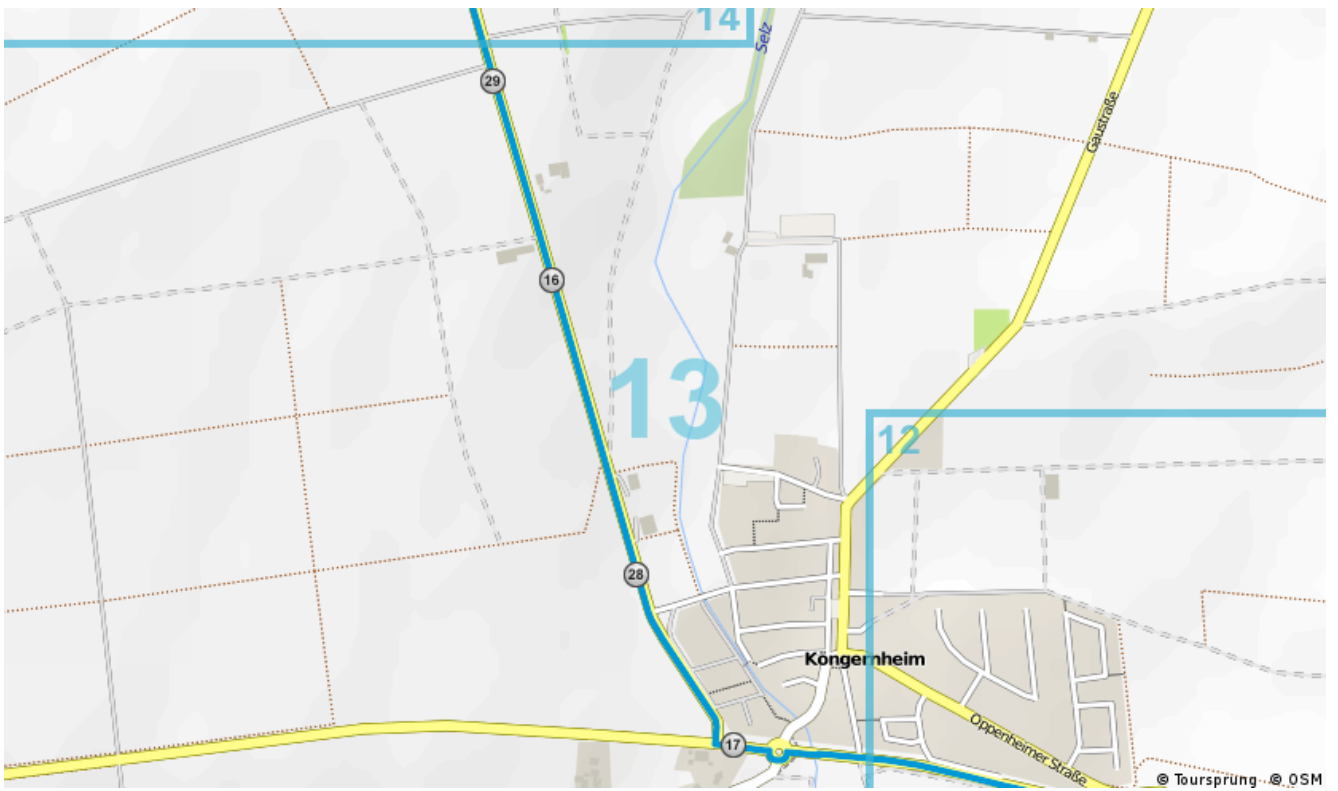 14
Selz
29
Gaustraße
16
13
12
28
Köngernheim
Oppenheimer Straße
17
© Toursprung © OSM